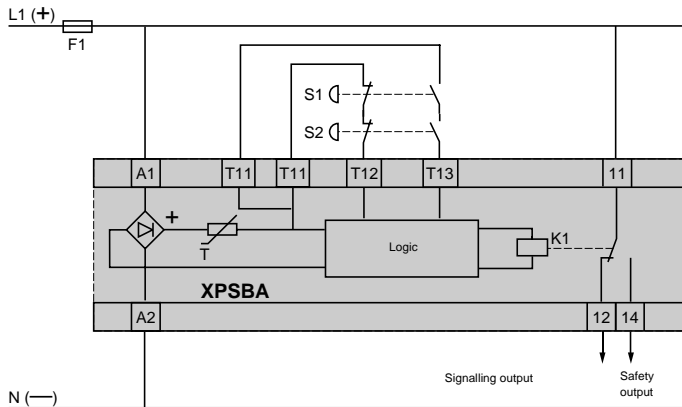 L1 (+)
F1
S1
S2
A1
T11
T11
T12
T13
11
+
T
Logic
K1
XPSBA
A2
12
14
Signalling output
Safety
output
N (—)